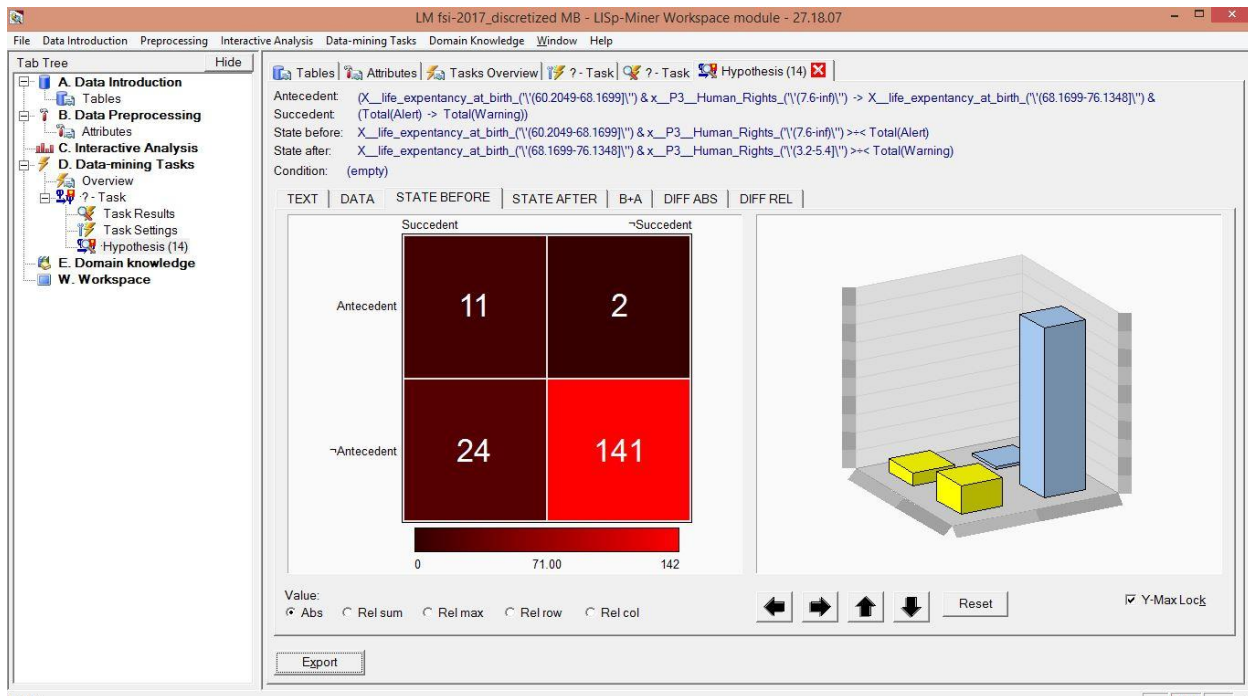 LM fsi-2017_discretized MB - LISp-Miner Workspace module - 27.18.07
File Data Introduction Preprocessing Interactive Analysis Data-mining Tasks Domain Knowledge Window Help
Tab Tree
Hide
A. Data Introduction
Tables
B. Data Preprocessing
Attributes
C. Interactive Analysis
D. Data-mining Tasks
Overview
? - Task
Task Results
Task Settings
Hypothesis (14)
E. Domain knowledge
W. Workspace
Tables Attributes Tasks Overview ? - Task ? - Task Hypothesis (14)
Antecedent: (X__life_expentancy_at_birth_("\'(60.2049-68.1699]\'") & x__P3__Human_Rights_("\'(7.6-inf)\'") -> X__life_expentancy_at_birth_("\'(68.1699-76.1348]\'") &
Succedent: (Total(Alert) -> Total(Warning))
State before: X__life_expentancy_at_birth_("\'(60.2049-68.1699]\'") & x__P3__Human_Rights_("\'(7.6-inf)\'") >÷< Total(Alert)
State after: X__life_expentancy_at_birth_("\'(68.1699-76.1348]\'") & x__P3__Human_Rights_("\'(3.2-5.4]\'") >÷< Total(Warning)
Condition: (empty)
TEXT DATA STATE BEFORE STATE AFTER B+A DIFF ABS DIFF REL
Succedent ¬Succedent
Antecedent 11 2
¬Antecedent 24 141
0 71.00 142
Value:
Abs Rel sum Rel max Rel row Rel col
Reset
Y-Max Lock
Export